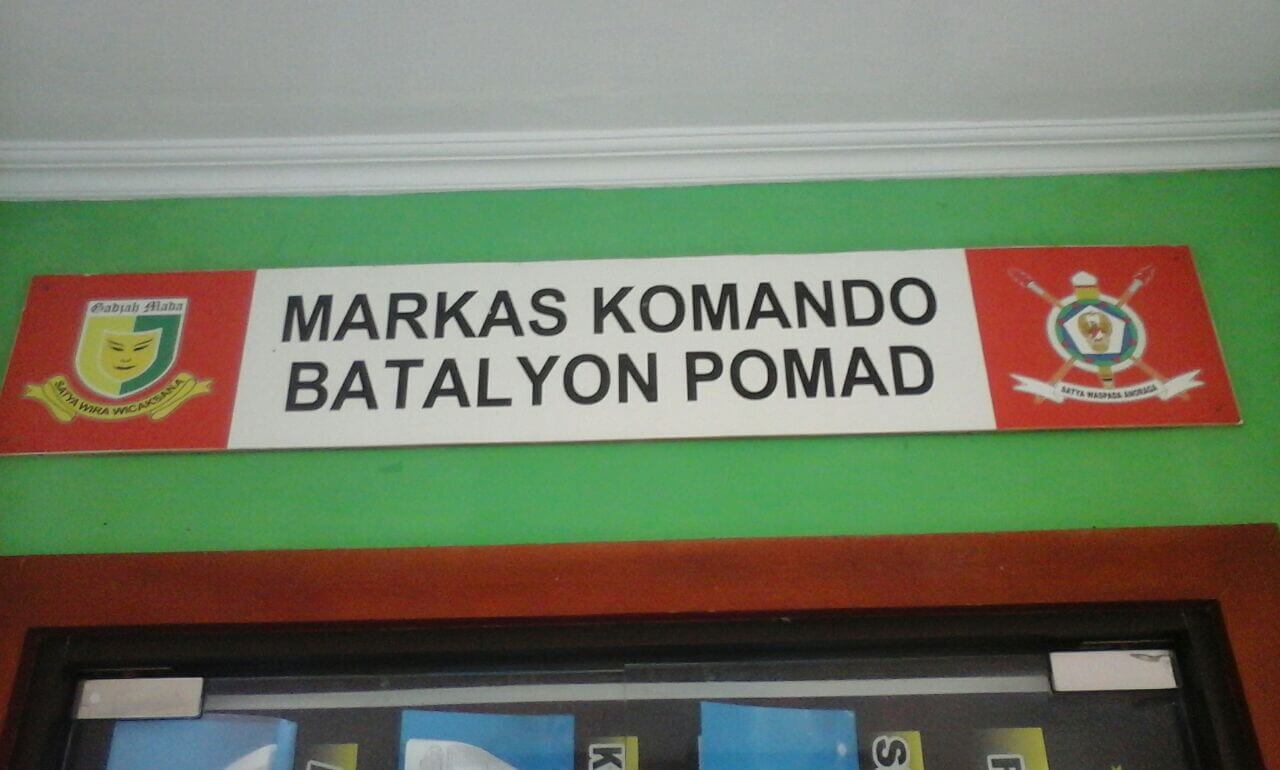 Gadjah Mada
SATYA WIRA WICAKSANA
MARKAS KOMANDO
BATALYON POMAD
SATYA WASPADA ANORAGA
K